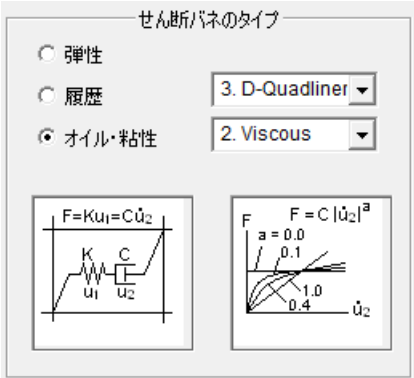 せん断バネのタイプ
弾性
履歴
3. D-Quadliner
オイル・粘性
2. Viscous
F=Ku₁=Cu̇₂
K
C
u₁
u₂
F
F = C |u̇₂|ᵃ
a = 0.0
0.1
1.0
0.4
u̇₂